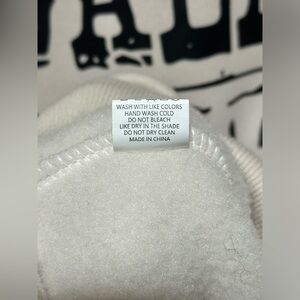 WASH WITH LIKE COLORS
HAND WASH COLD
DO NOT BLEACH
LIKE DRY IN THE SHADE
DO NOT DRY CLEAN
MADE IN CHINA